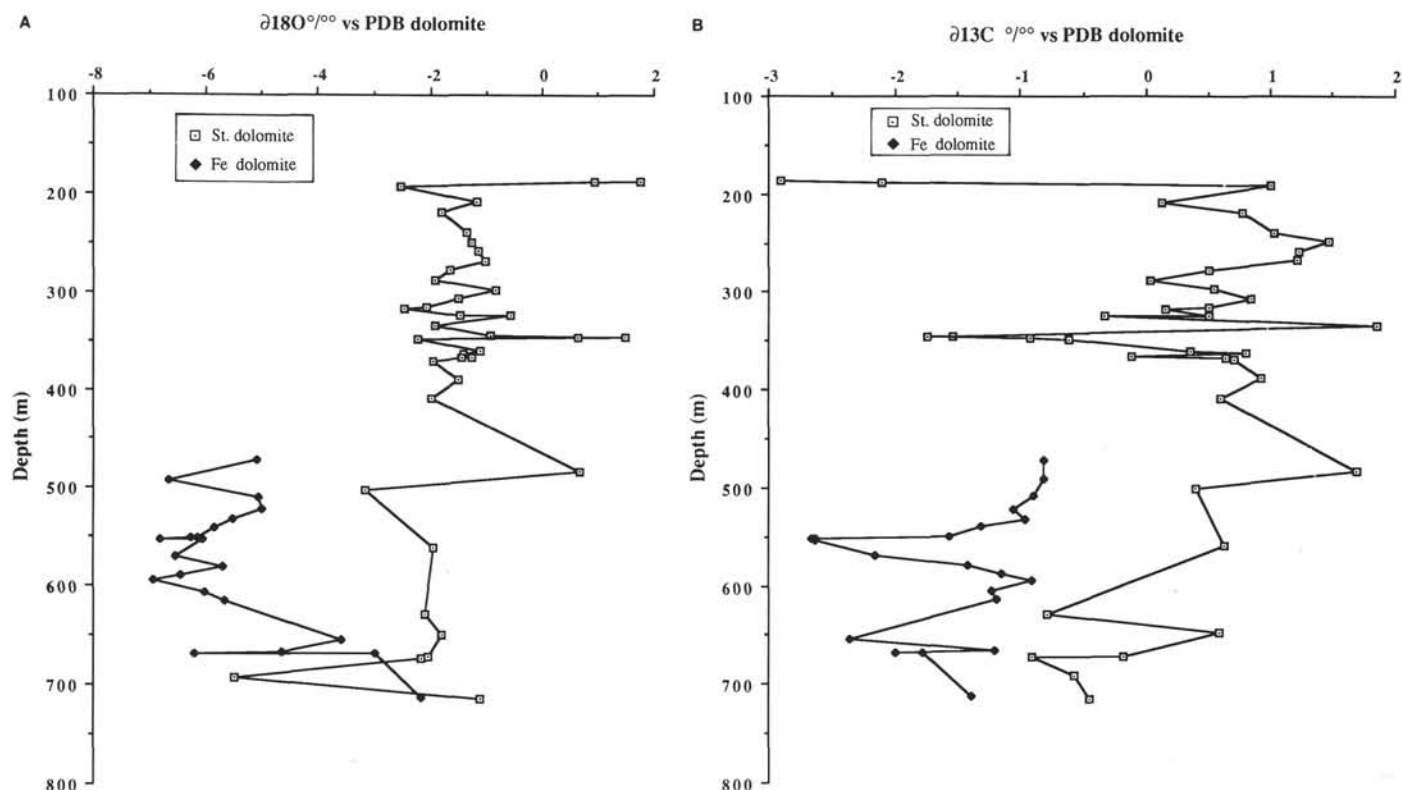 A
∂18O°/°° vs PDB dolomite
-8 -6 -4 -2 0 2
100
200
300
400
500
600
700
800
Depth (m)
St. dolomite
Fe dolomite
B
∂13C °/°° vs PDB dolomite
-3 -2 -1 0 1 2
100
200
300
400
500
600
700
800
Depth (m)
St. dolomite
Fe dolomite